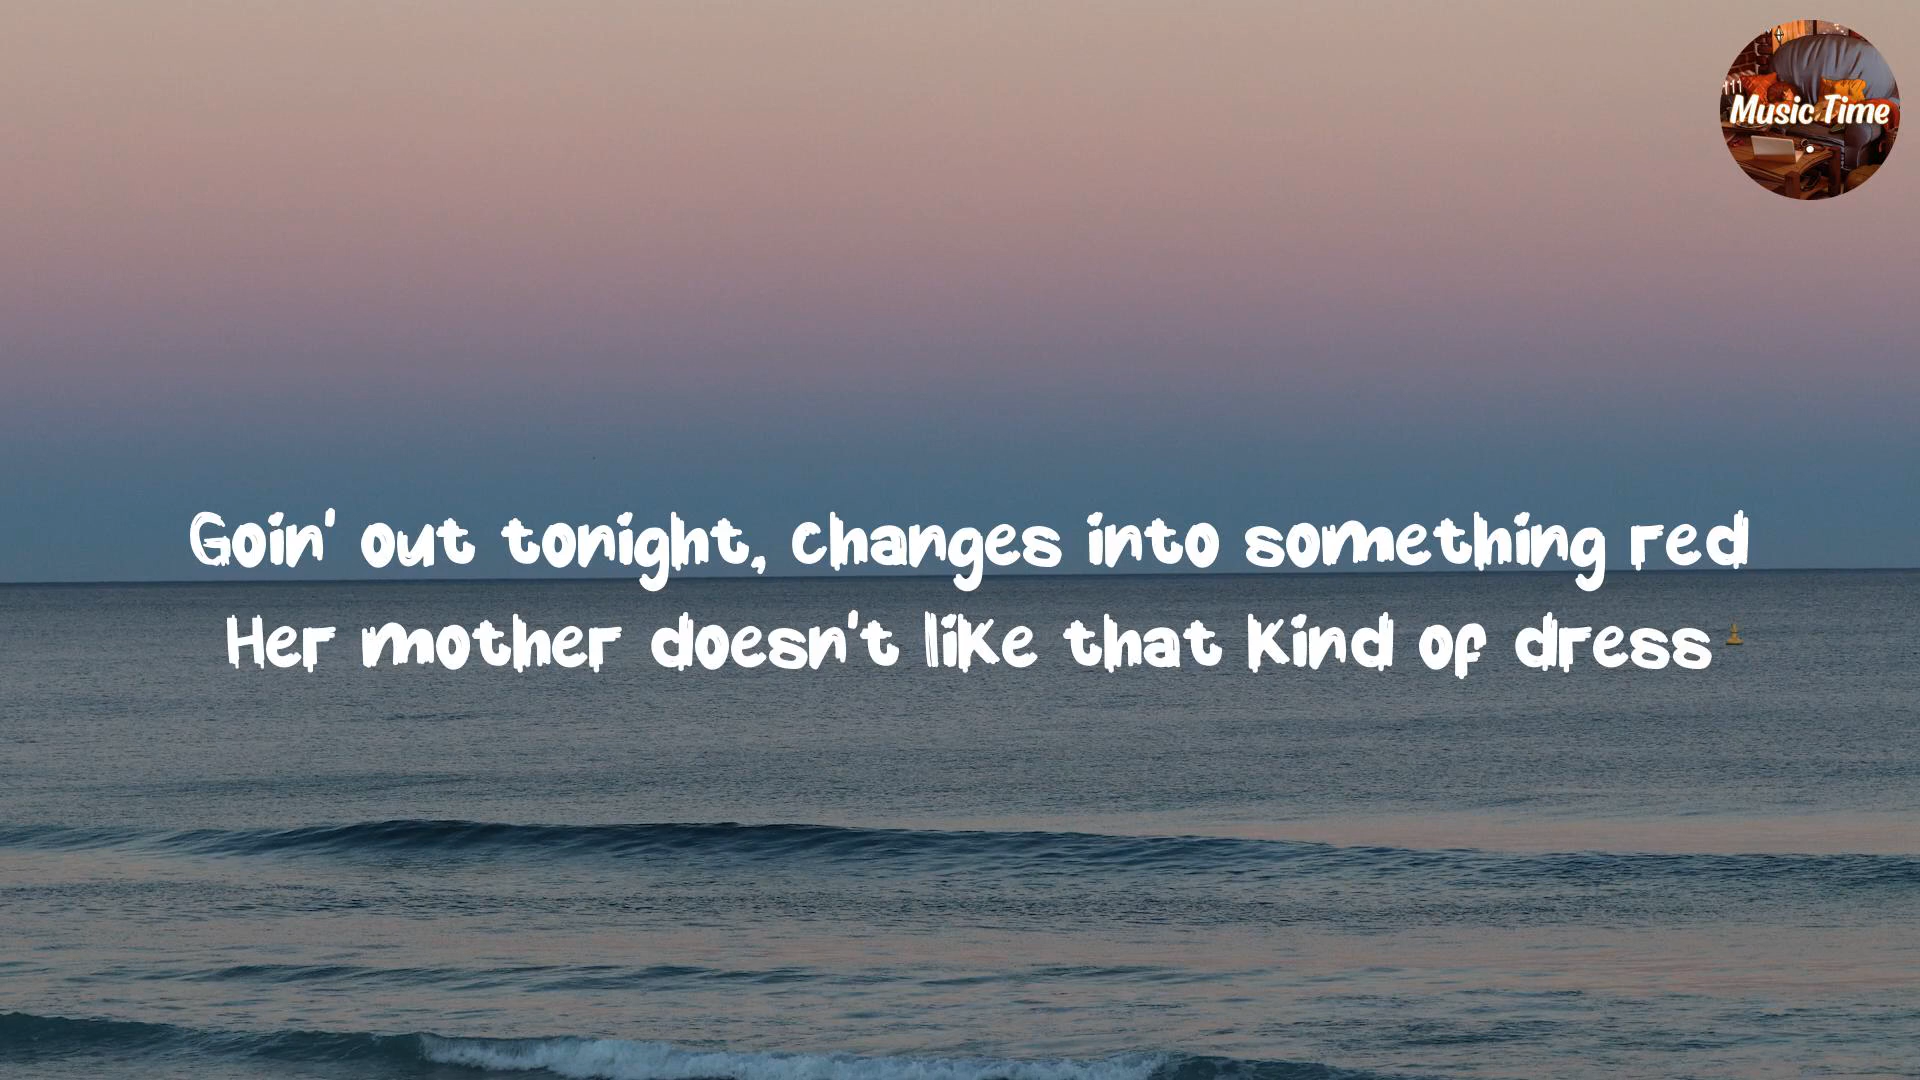 Music Time
Goin' out tonight, changes into something red
Her mother doesn't like that kind of dress